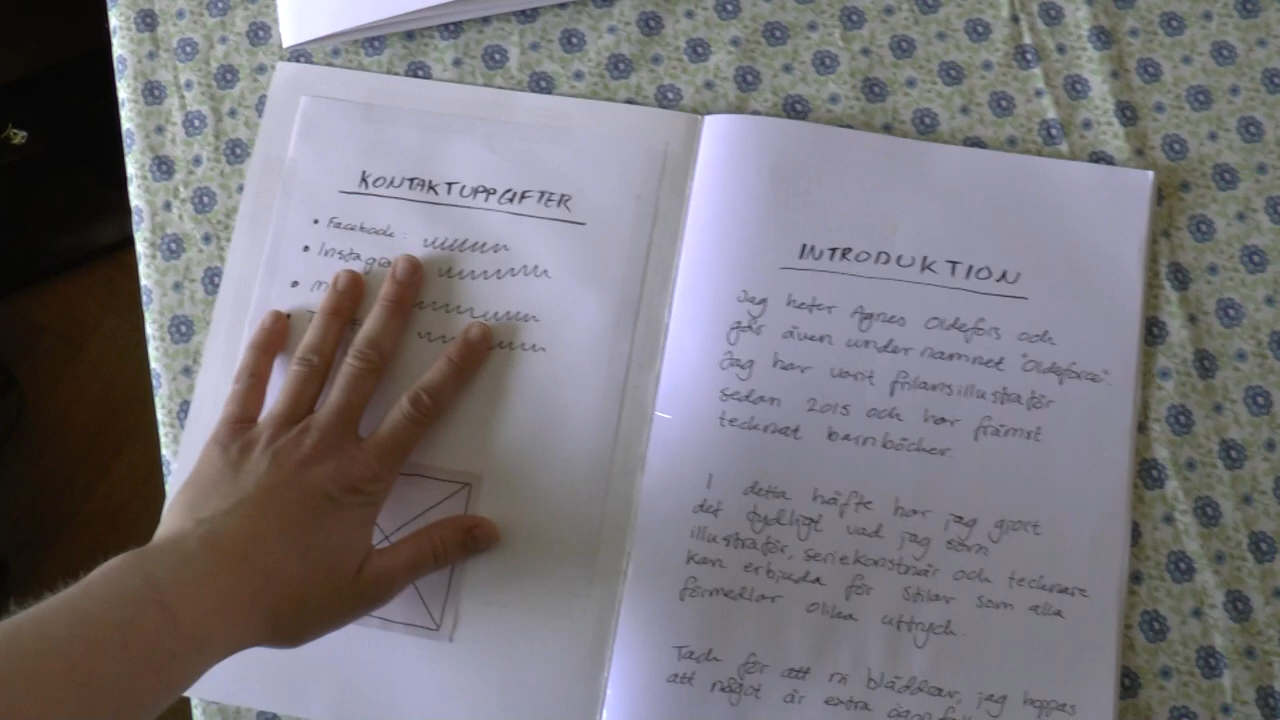 KONTAKTUPPGIFTER
• Facebook:
• Instagra
• M
INTRODUKTION
Jag heter Agnes Oldefors och
går även under namnet "Oldeforce".
Jag har varit frilansillustratör
sedan 2015 och har främst
tecknat barnböcker.
I detta häfte har jag gjort
det tydligt vad jag som
illustratör, seriekonstnär och tecknare
kan erbjuda för stilar som alla
förmedlar olika uttryck.
Tack för att ni bläddrar, jag hoppas
att något är extra